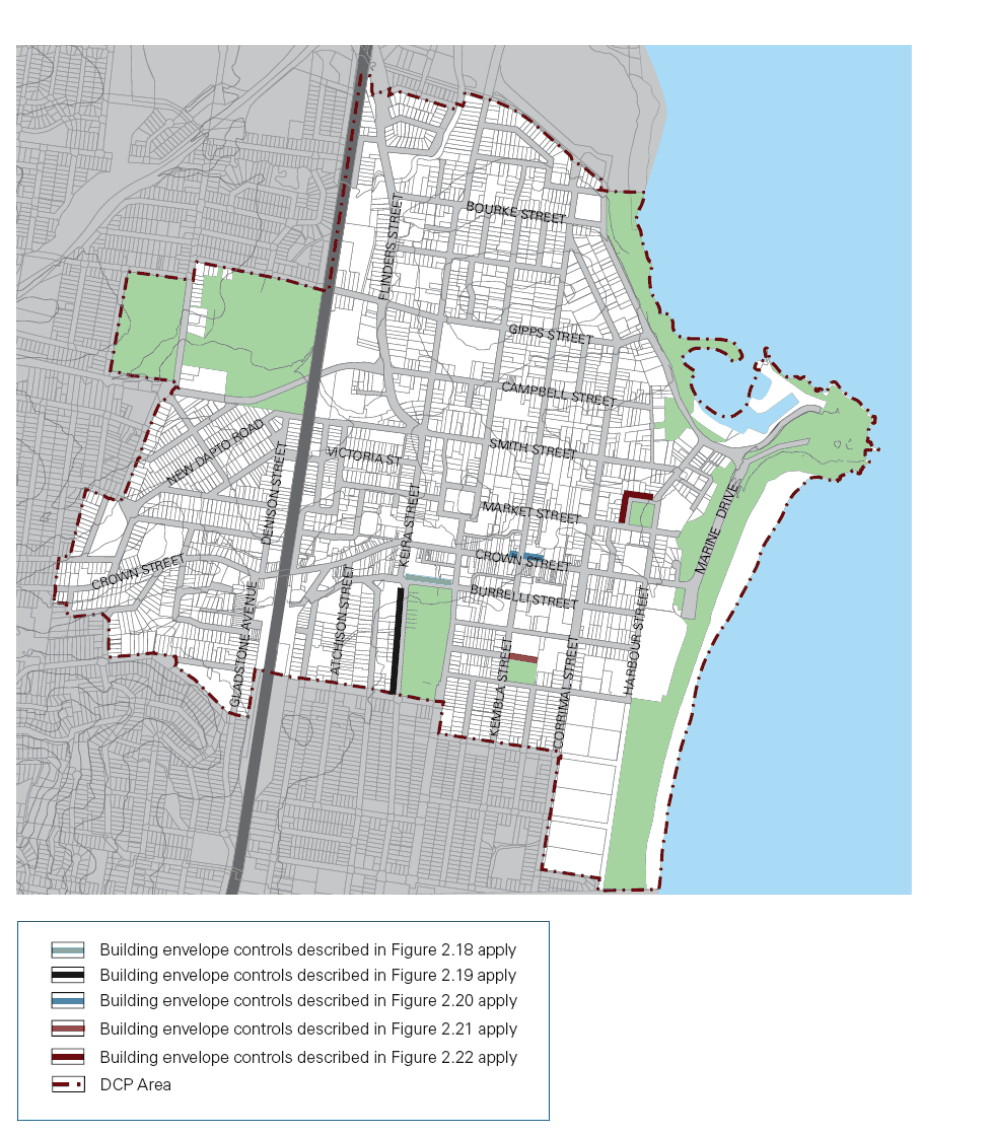 BOURKE STREET
FLINDERS STREET
GIPPS STREET
CAMPBELL STREET
SMITH STREET
NEW DAPTO ROAD
VICTORIA ST
DENISON STREET
MARKET STREET
KEIRA STREET
MARINE DRIVE
CROWN STREET
CROWN STREET
BURRELLI STREET
GLADSTONE AVENUE
ATCHISON STREET
HARBOUR STREET
KEMBLA STREET
CORRIMAL STREET
Building envelope controls described in Figure 2.18 apply
Building envelope controls described in Figure 2.19 apply
Building envelope controls described in Figure 2.20 apply
Building envelope controls described in Figure 2.21 apply
Building envelope controls described in Figure 2.22 apply
DCP Area